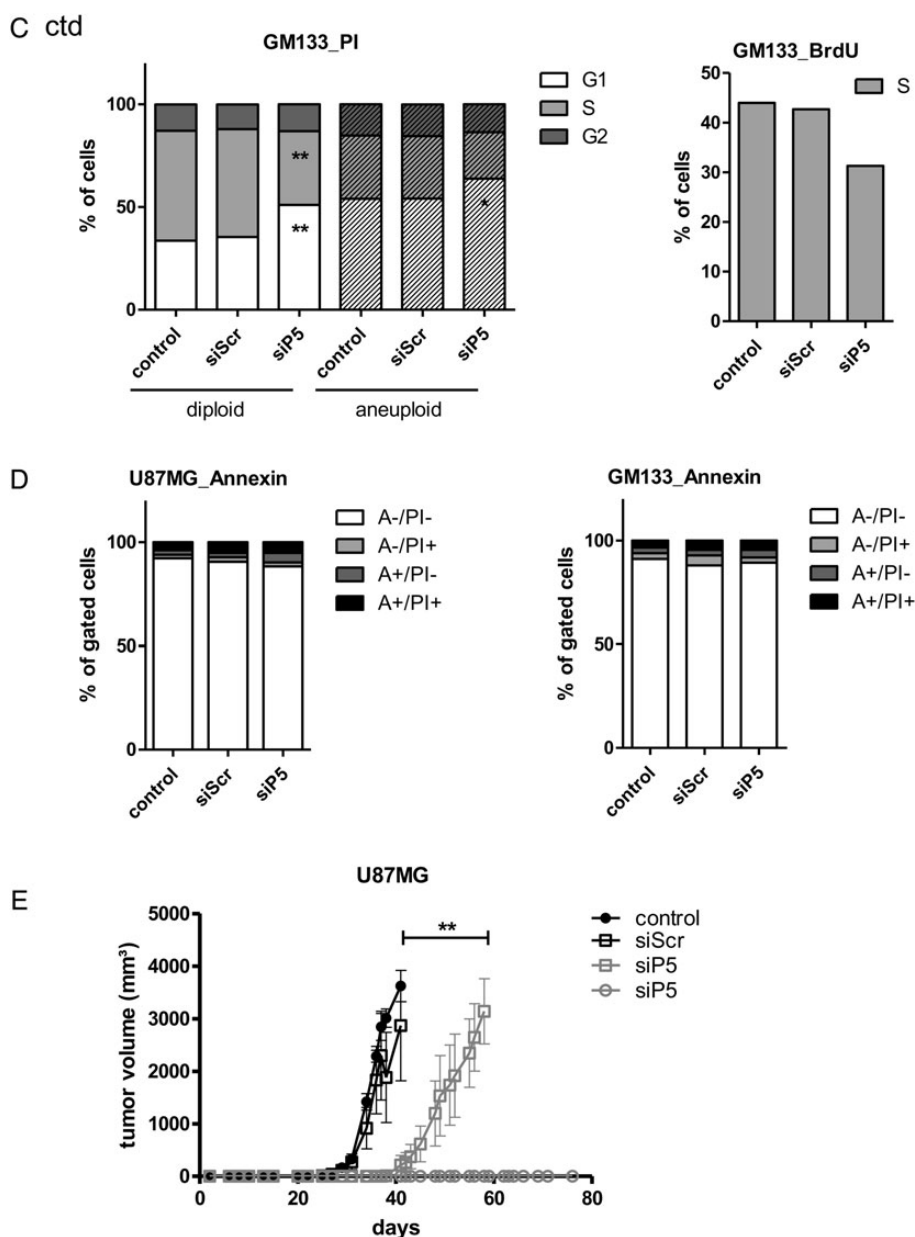 C ctd
GM133_PI
% of cells
100
50
0
** 
**
*
G1
S
G2
control
siScr
siP5
control
siScr
siP5
diploid
aneuploid
GM133_BrdU
% of cells
50
40
30
20
10
0
S
control
siScr
siP5
D
U87MG_Annexin
% of gated cells
100
50
0
A-/PI-
A-/PI+
A+/PI-
A+/PI+
control
siScr
siP5
GM133_Annexin
% of gated cells
100
50
0
A-/PI-
A-/PI+
A+/PI-
A+/PI+
control
siScr
siP5
E
U87MG
tumor volume (mm³)
5000
4000
3000
2000
1000
0
**
control
siScr
siP5
siP5
0
20
40
60
80
days